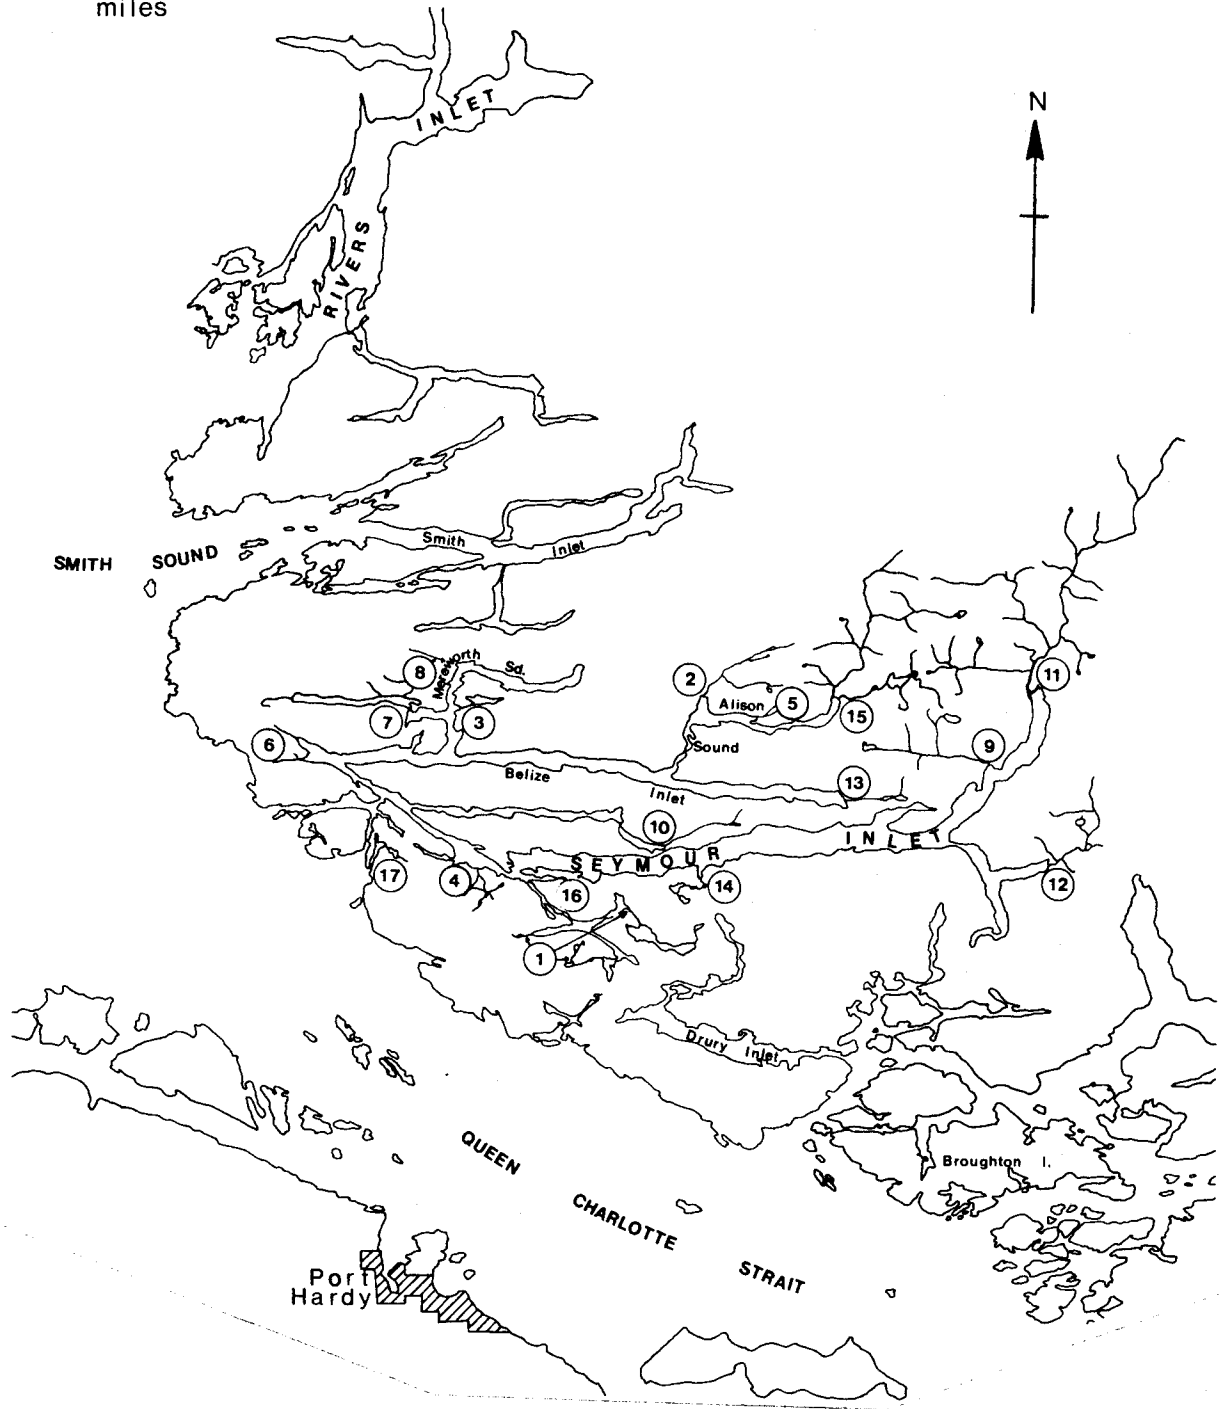 miles
INLET
N
RIVERS
SMITH SOUND
Smith
Inlet
Mereworth
Sd.
8
2
11
Alison
5
7
3
15
6
Sound
9
Belize
Inlet
13
10
INLET
SEYMOUR
17
4
16
14
12
1
Drury Inlet
QUEEN
CHARLOTTE
STRAIT
Broughton I.
Port
Hardy